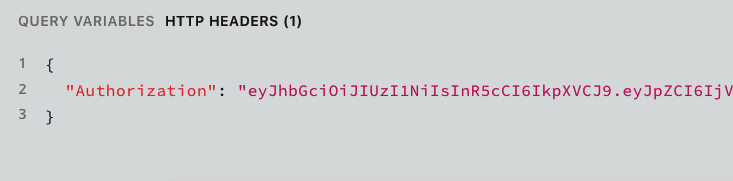 QUERY VARIABLES HTTP HEADERS (1)
1 {
2 "Authorization": "eyJhbGciOiJIUzI1NiIsInR5cCI6IkpXVCJ9.eyJpZCI6IjV
3 }